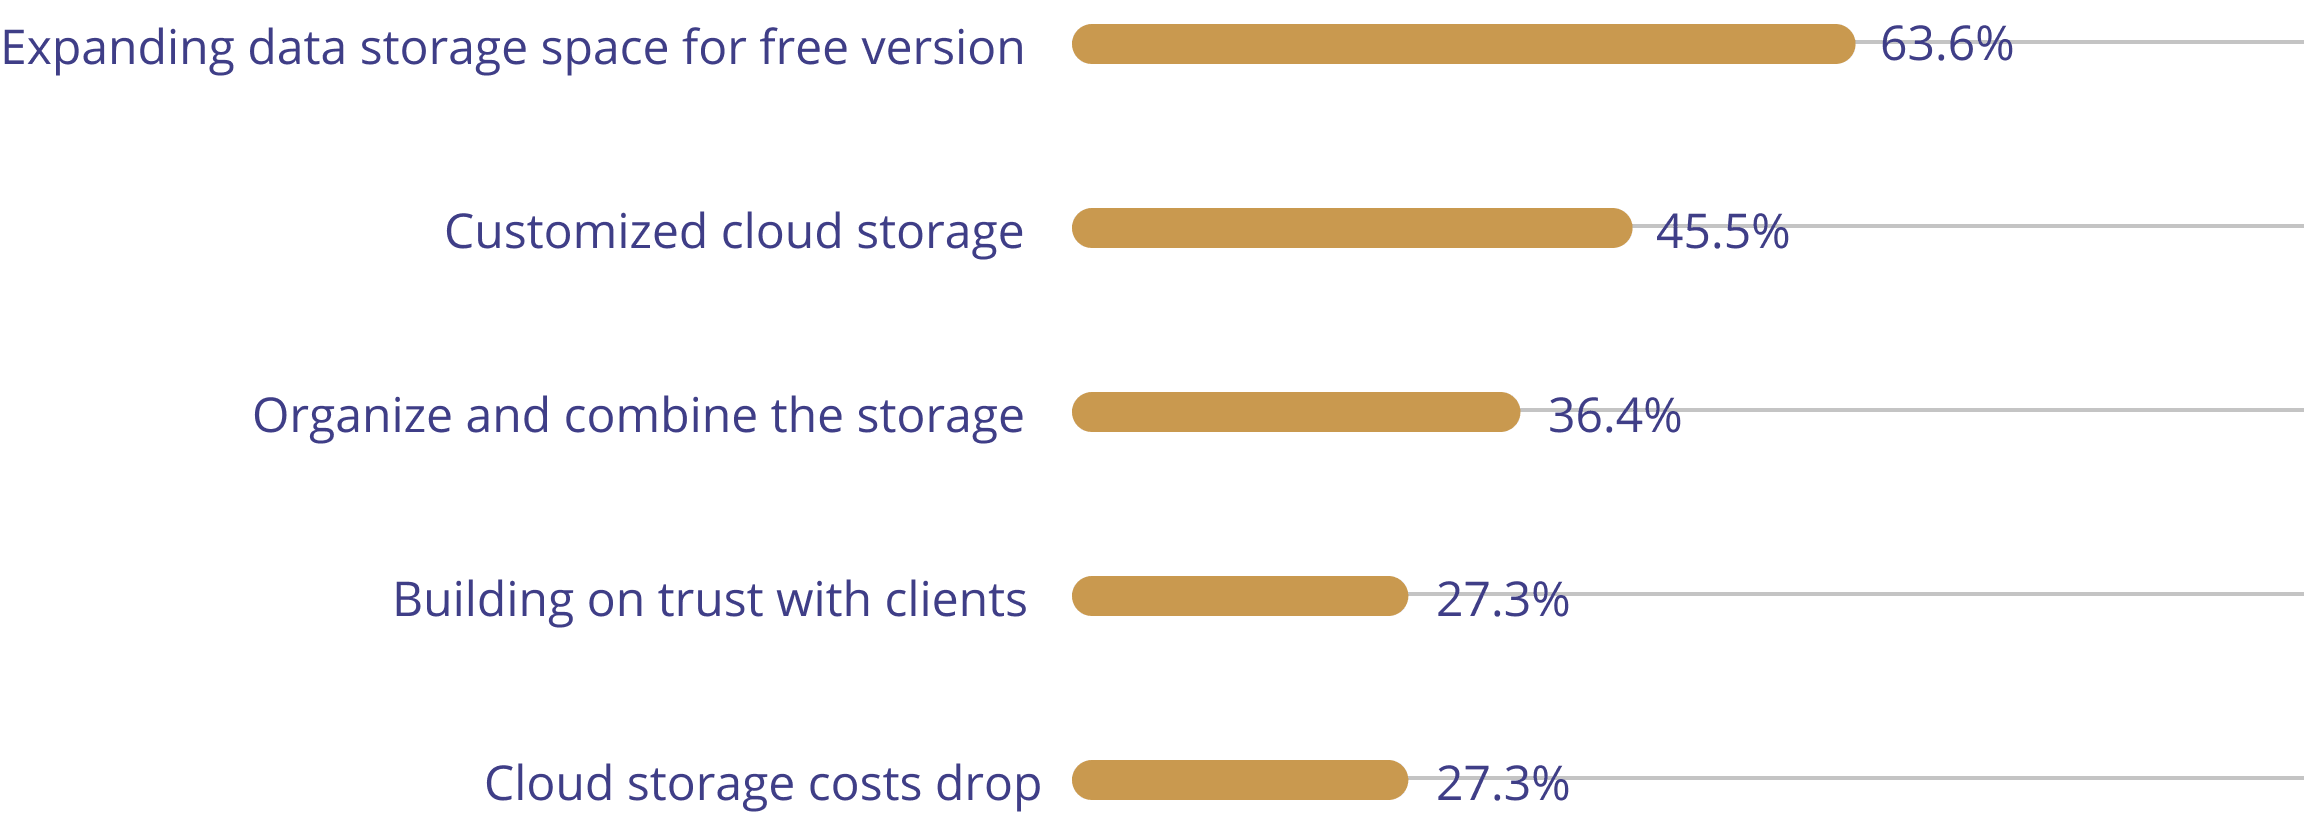 Expanding data storage space for free version 63.6%
Customized cloud storage 45.5%
Organize and combine the storage 36.4%
Building on trust with clients 27.3%
Cloud storage costs drop 27.3%